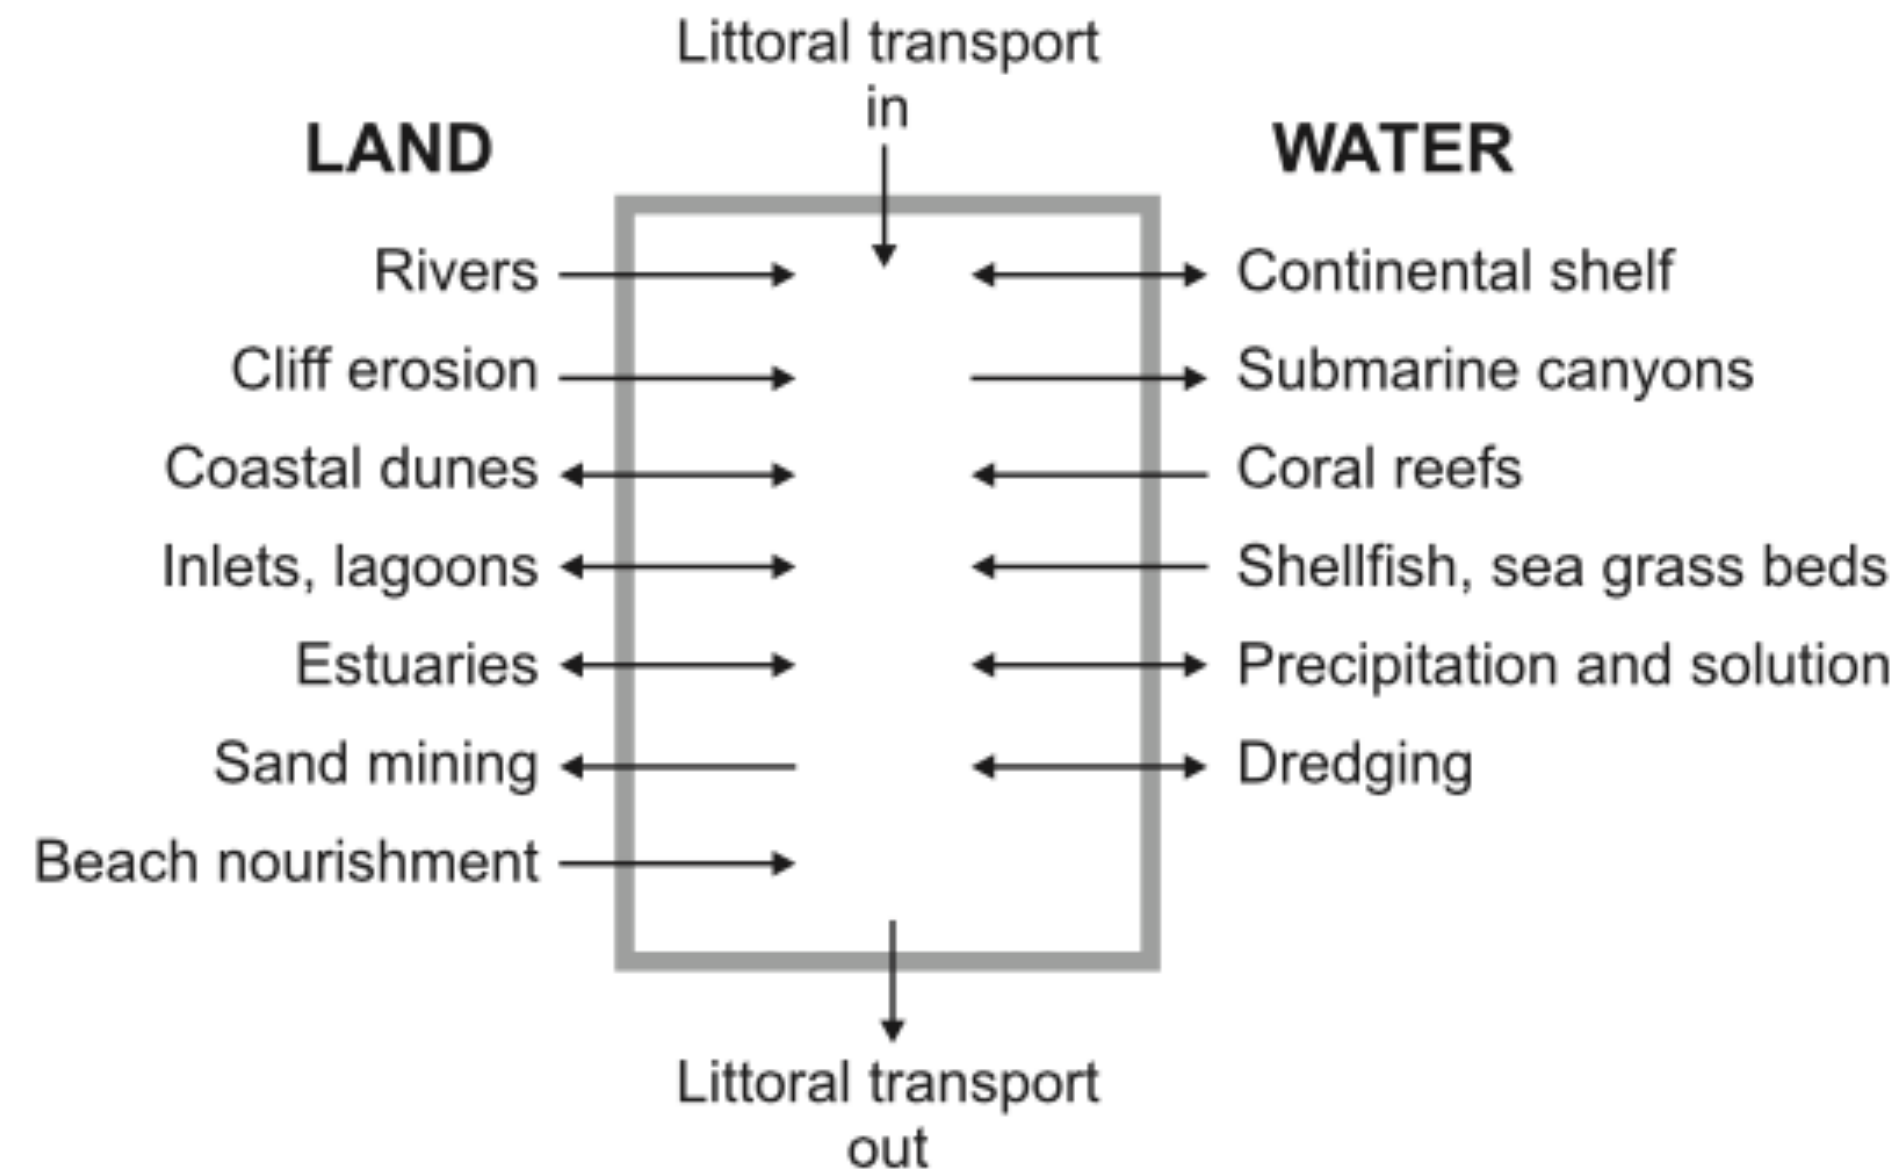 Littoral transport
in
LAND
WATER
Rivers
Continental shelf
Cliff erosion
Submarine canyons
Coastal dunes
Coral reefs
Inlets, lagoons
Shellfish, sea grass beds
Estuaries
Precipitation and solution
Sand mining
Dredging
Beach nourishment
Littoral transport
out